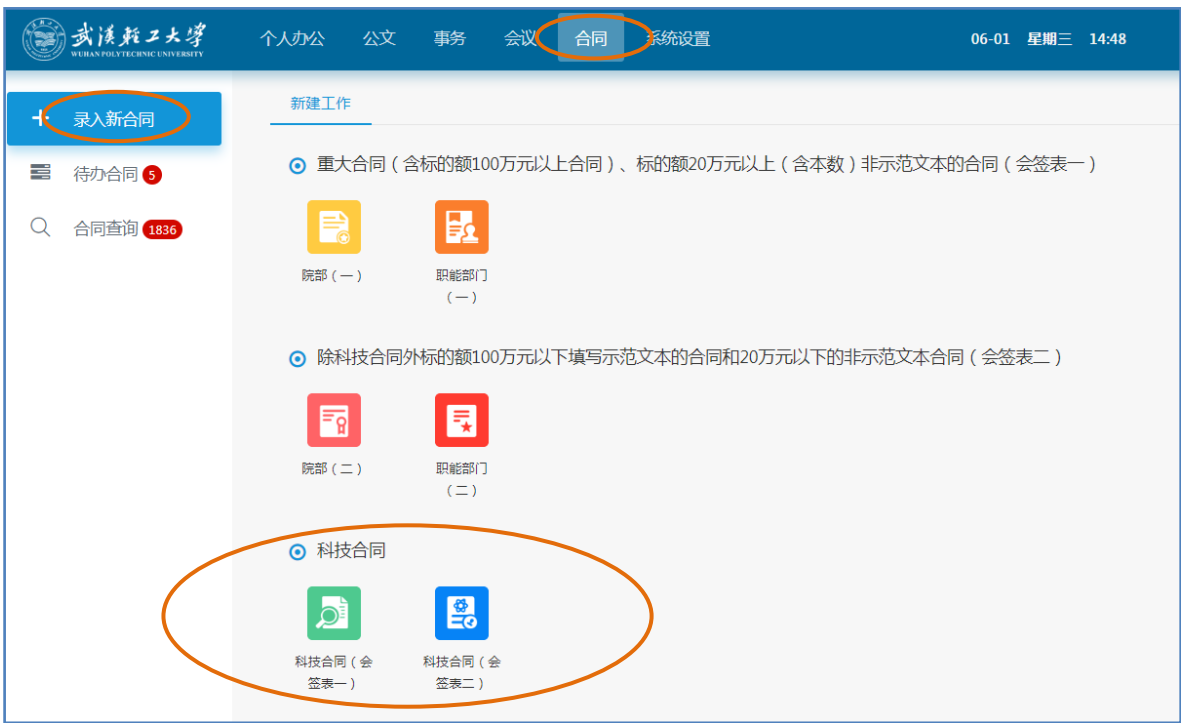 武汉轻工大学
WUHAN POLYTECHNIC UNIVERSITY
个人办公 公文 事务 会议 合同 系统设置 06-01 星期三 14:48
录入新合同
待办合同 5
合同查询 1836
新建工作
重大合同（含标的额100万元以上合同）、标的额20万元以上（含本数）非示范文本的合同（会签表一）
院部（一）
职能部门
（一）
除科技合同外标的额100万元以下填写示范文本的合同和20万元以下的非示范文本合同（会签表二）
院部（二）
职能部门
（二）
科技合同
科技合同（会
签表一）
科技合同（会
签表二）